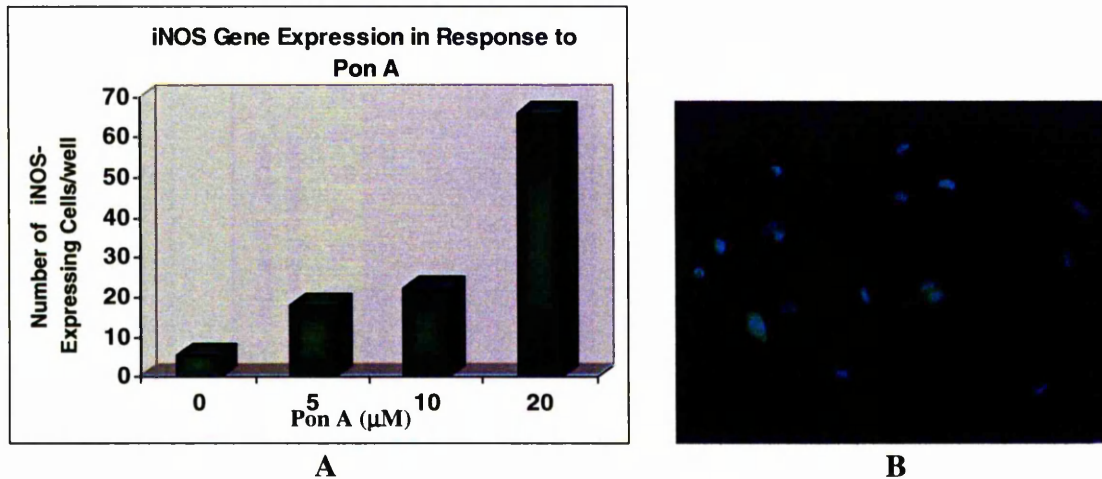 iNOS Gene Expression in Response to
Pon A
Number of iNOS-
Expressing Cells/well
70
60
50
40
30
20
10
0
0 5 10 20
Pon A (µM)
A
B